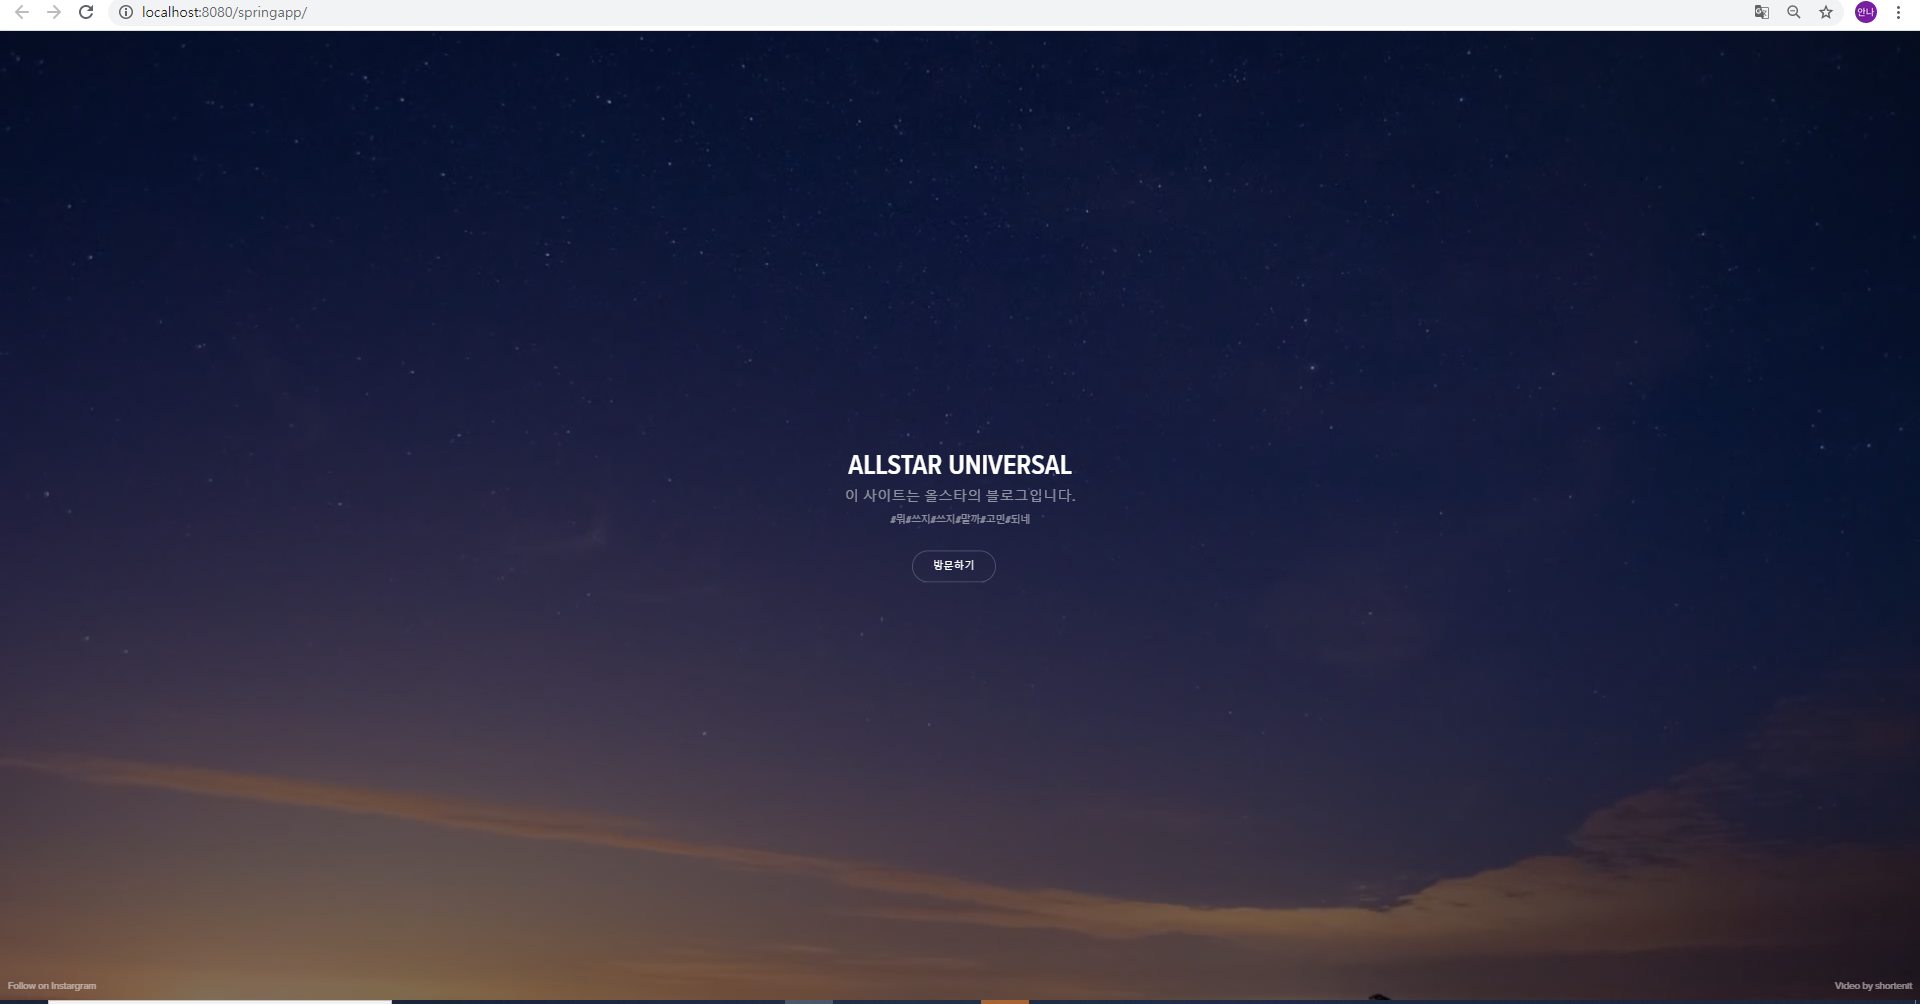 localhost:8080/springapp/
안나
ALLSTAR UNIVERSAL
이 사이트는 올스타의 블로그입니다.
#뭐#쓰지#쓰지#말까#고민#되네
방문하기
Follow on Instargram
Video by shortenit